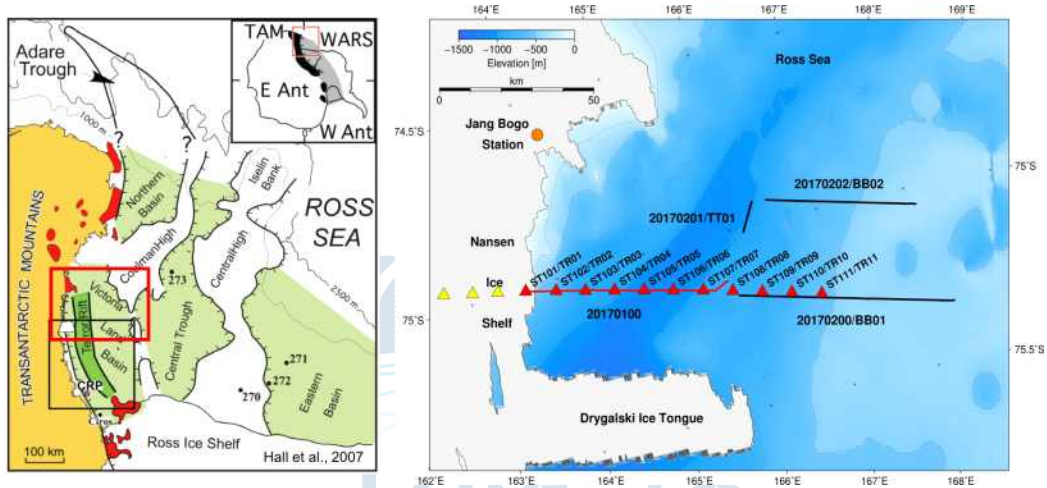 TAM
WARS
E Ant
W Ant
0°
Adare
Trough
1000 m
?
?
Northern
Basin
Iselin
Bank
ROSS
SEA
CoulmanHigh
CentralHigh
2500 m
TRANSANTARCTIC MOUNTAINS
273
Victoria
Land
Basin
Terror Rift
Central Trough
271
272
270
Eastern
Basin
CRP
Ciros
Ross Ice Shelf
100 km
Hall et al., 2007
164°E
165°E
166°E
167°E
168°E
169°E
-1500
-1000
-500
0
Elevation [m]
km
0
50
Ross Sea
74.5°S
Jang Bogo
Station
75°S
20170202/BB02
20170201/TT01
Nansen
Ice
Shelf
ST101/TR01
ST102/TR02
ST103/TR03
ST104/TR04
ST105/TR05
ST106/TR06
ST107/TR07
ST108/TR08
ST109/TR09
ST110/TR10
ST111/TR11
20170100
20170200/BB01
75°S
75.5°S
Drygalski Ice Tongue
162°E
163°E
164°E
165°E
166°E
167°E
168°E